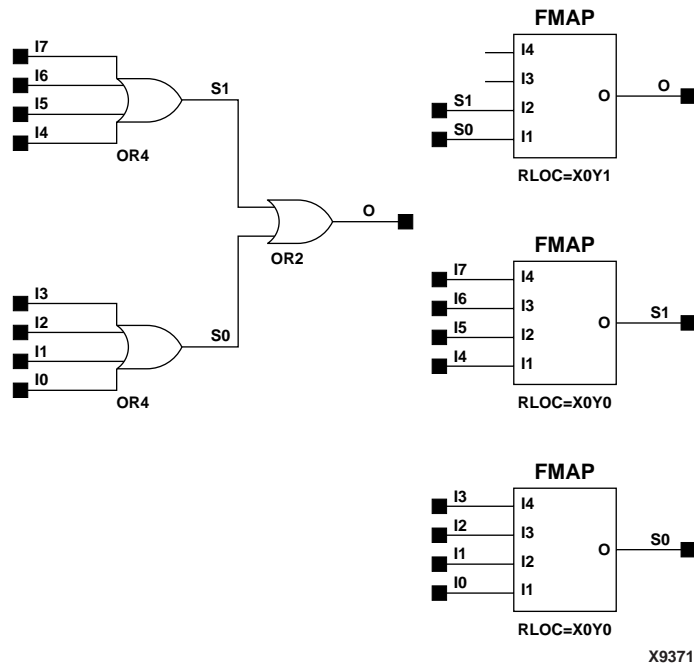 I7
I6
I5
I4
S1
OR4
O
OR2
I3
I2
I1
I0
S0
OR4
FMAP
I4
I3
S1 I2 O O
S0 I1
RLOC=X0Y1
FMAP
I7 I4
I6 I3 O S1
I5 I2
I4 I1
RLOC=X0Y0
FMAP
I3 I4
I2 I3 O S0
I1 I2
I0 I1
RLOC=X0Y0
X9371